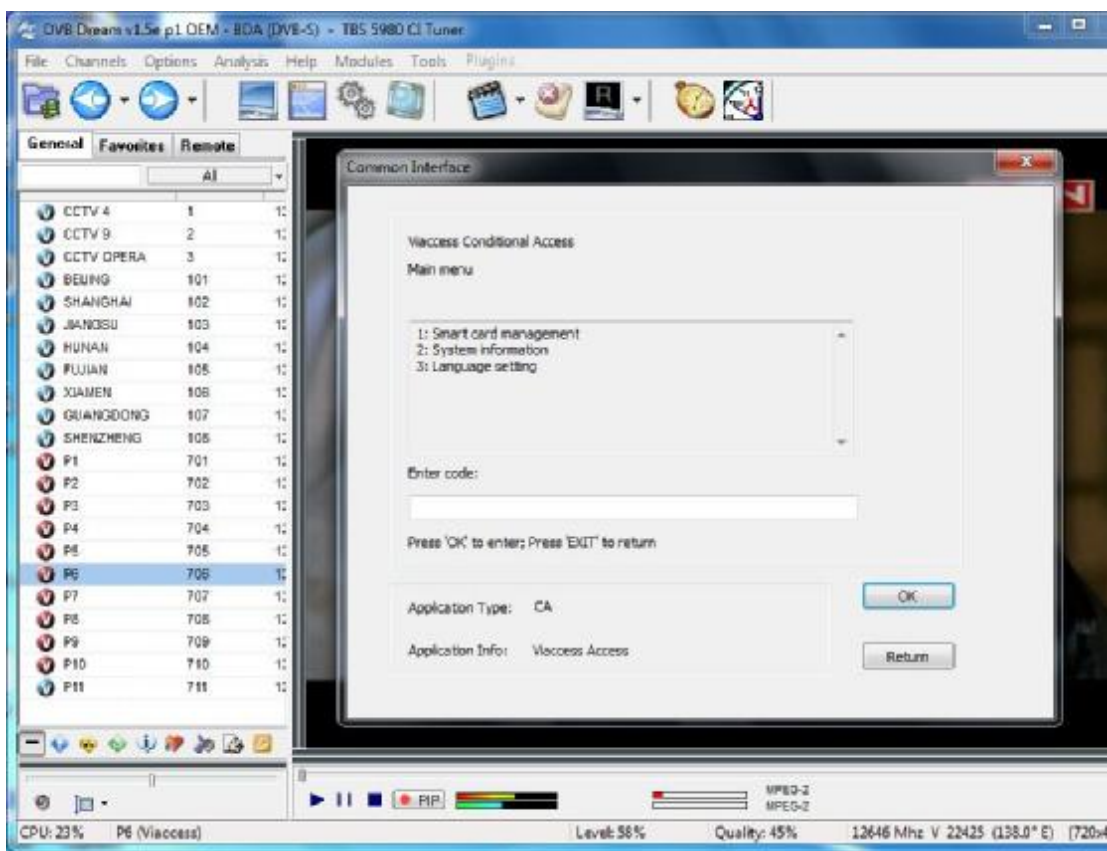 DVB Dream v1.5e p1 OEM - BDA (DVB-S) - TBS 5980 CI Tuner
File Channels Options Analysis Help Modules Tools Plugins
General Favorites Remote
All
CCTV 4 1
CCTV 9 2
CCTV OPERA 3
BEIJING 101
SHANGHAI 102
JIANGSU 103
HUNAN 104
FUJIAN 105
XIAMEN 106
GUANGDONG 107
SHENZHENG 108
P1 701
P2 702
P3 703
P4 704
P5 705
P6 706
P7 707
P8 708
P9 709
P10 710
P11 711
Common Interface
Viaccess Conditional Access
Main menu
1: Smart card management
2: System information
3: Language setting
Enter code:
Press 'OK' to enter; Press 'EXIT' to return
Application Type: CA
Application Info: Viaccess Access
OK
Return
PIP
MPEG-2
MPEG-2
CPU: 23% P6 (Viaccess) Level: 58% Quality: 45% 12646 Mhz V 22425 (138.0° E)